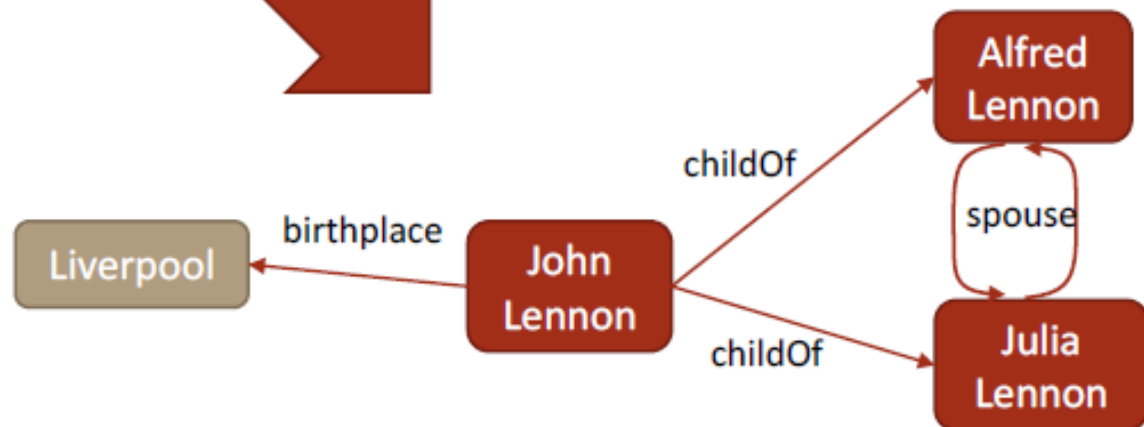 Alfred
Lennon
childOf
spouse
birthplace
Liverpool
John
Lennon
childOf
Julia
Lennon